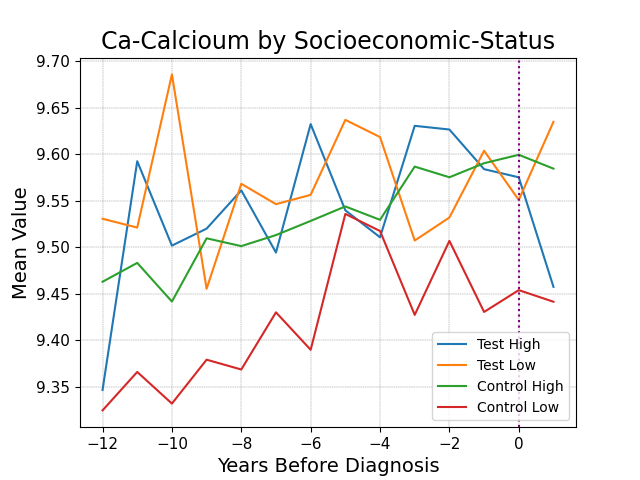 Ca-Calcioum by Socioeconomic-Status
Mean Value
9.70
9.65
9.60
9.55
9.50
9.45
9.40
9.35
Test High
Test Low
Control High
Control Low
−12 −10 −8 −6 −4 −2 0
Years Before Diagnosis